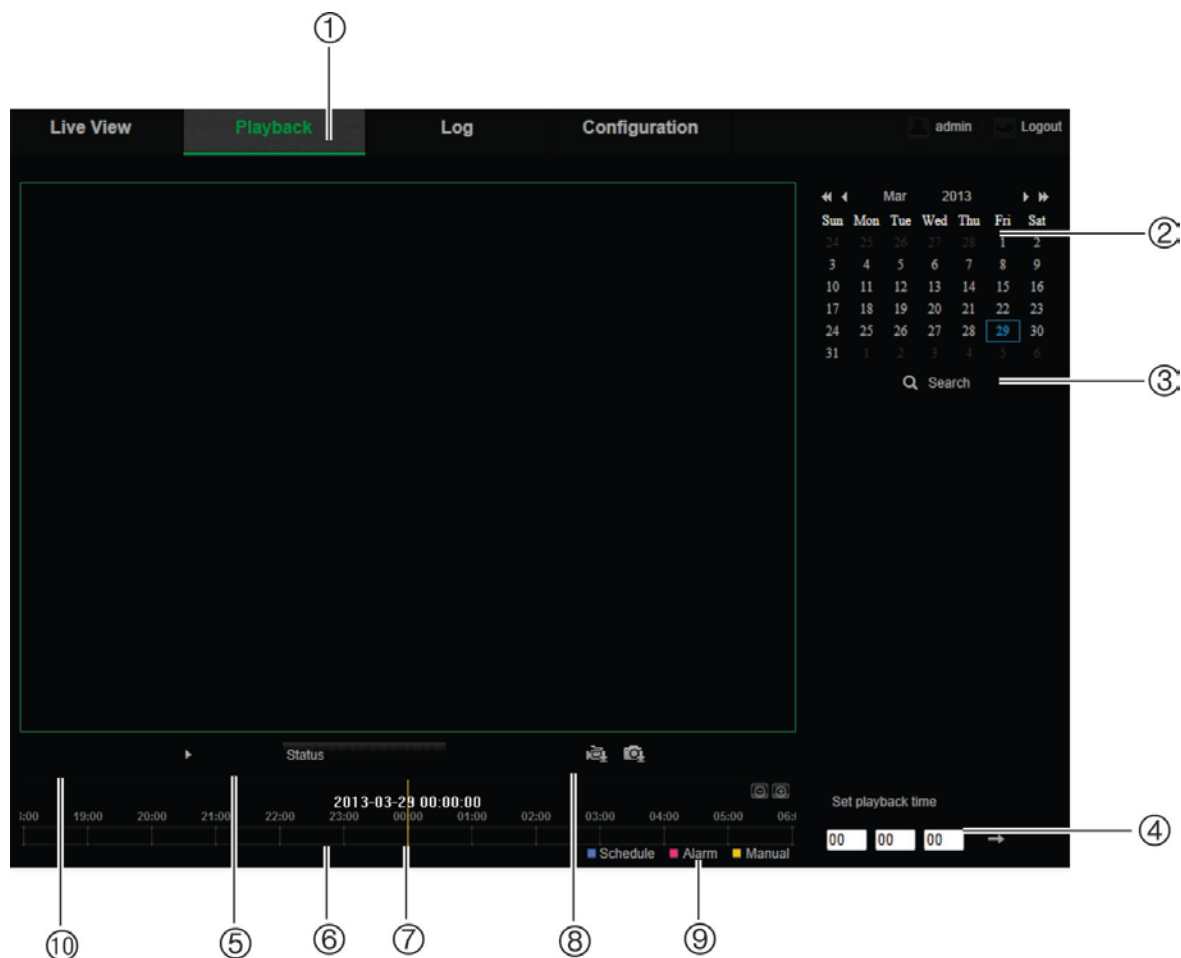 ①
Live View Playback Log Configuration admin Logout
Mar 2013
Sun Mon Tue Wed Thu Fri Sat
24 25 26 27 28 1 2
②
3 4 5 6 7 8 9
10 11 12 13 14 15 16
17 18 19 20 21 22 23
24 25 26 27 28 29 30
31 1 2 3 4 5 6
Search
③
Status
2013-03-29 00:00:00
19:00 20:00 21:00 22:00 23:00 00:00 01:00 02:00 03:00 04:00 05:00
Set playback time
00 00 00
④
Schedule Alarm Manual
⑩ ⑤ ⑥ ⑦ ⑧ ⑨